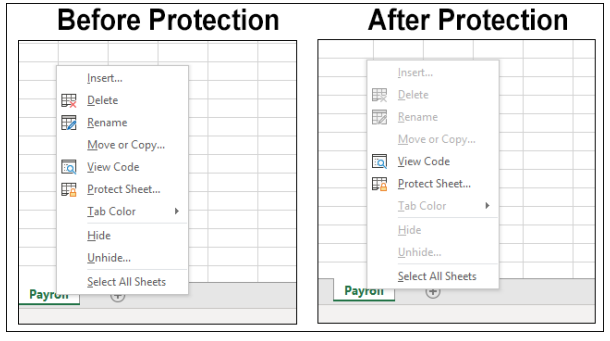 Before Protection
Insert...
Delete
Rename
Move or Copy...
View Code
Protect Sheet...
Tab Color
Hide
Unhide...
Select All Sheets
Payroll
After Protection
Insert...
Delete
Rename
Move or Copy...
View Code
Protect Sheet...
Tab Color
Hide
Unhide...
Select All Sheets
Payroll